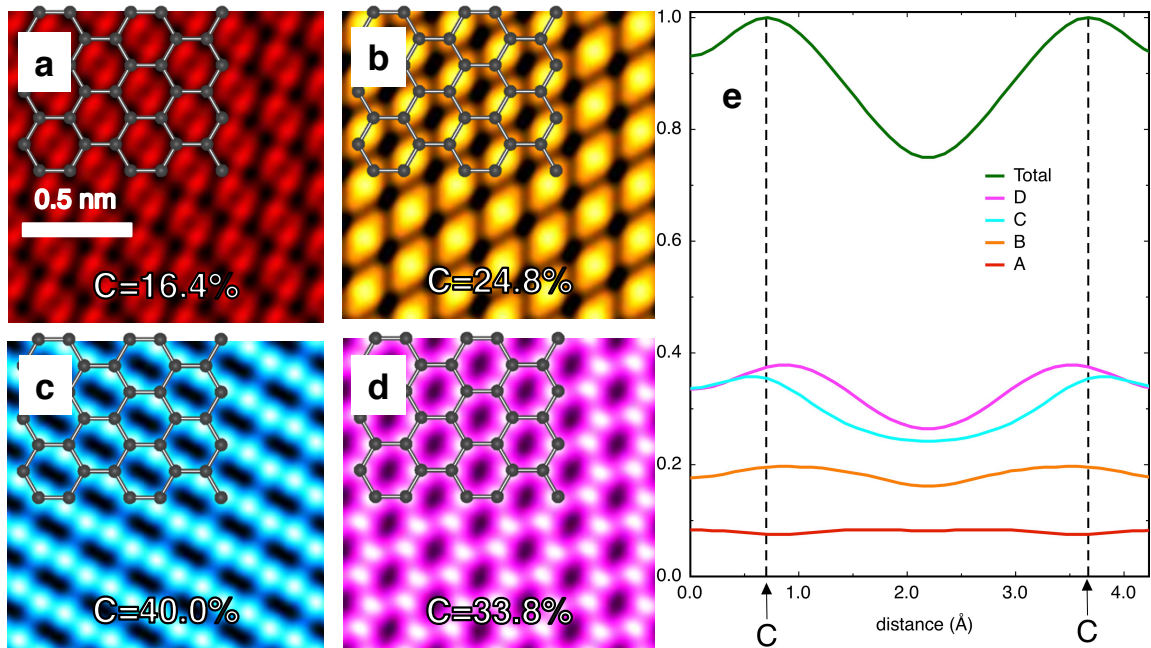 a
0.5 nm
C=16.4%
b
C=24.8%
c
C=40.0%
d
C=33.8%
e
1.0
0.8
0.6
0.4
0.2
0.0
Total
D
C
B
A
0.0 1.0 2.0 3.0 4.0
C distance (Å) C